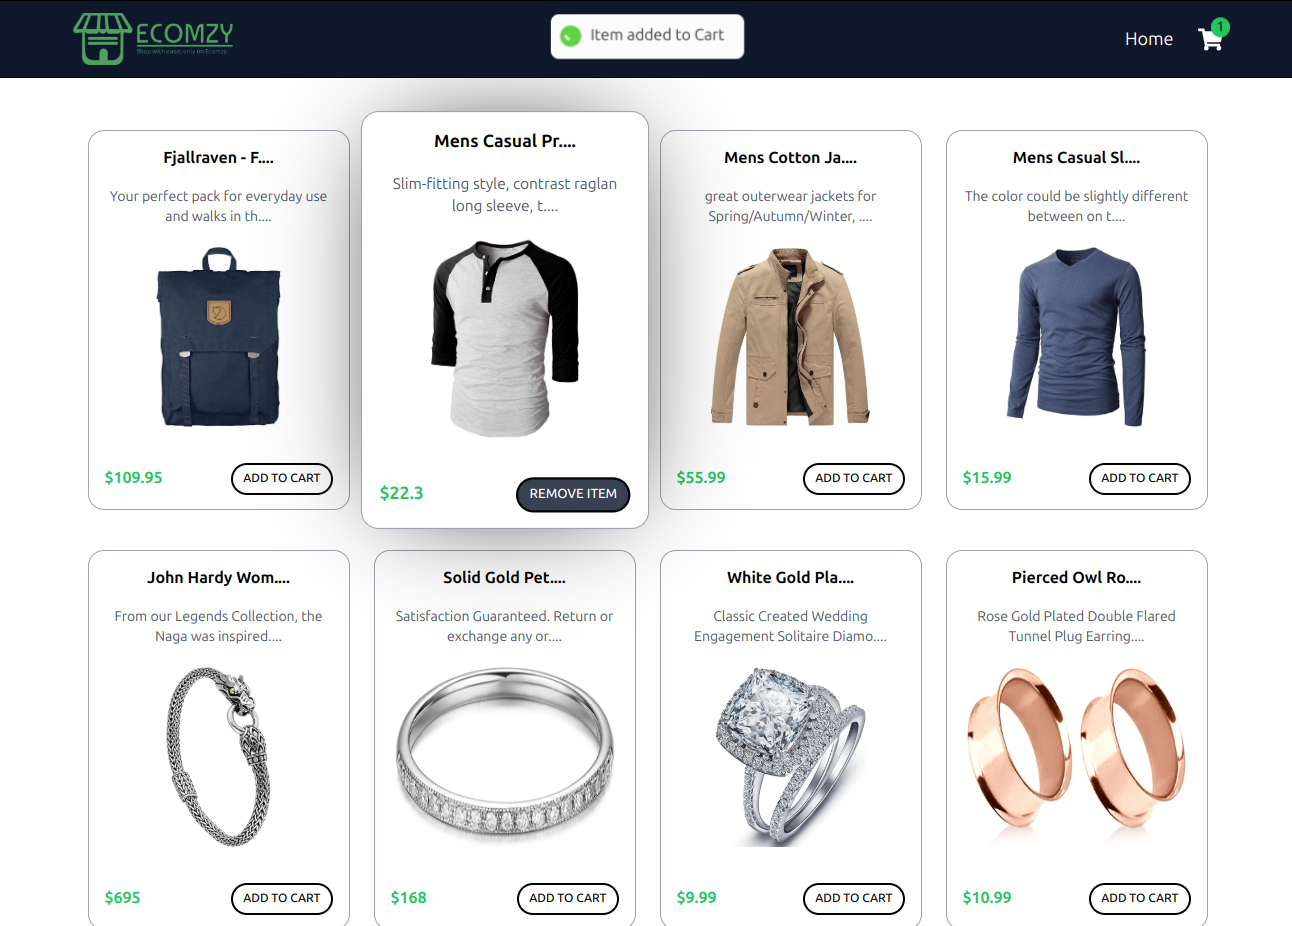 ECOMZY
Shop with ease, only on Ecomzy.
Item added to Cart
Home
1
Fjallraven - F....
Your perfect pack for everyday use
and walks in th....
$109.95
ADD TO CART
Mens Casual Pr....
Slim-fitting style, contrast raglan
long sleeve, t....
$22.3
REMOVE ITEM
Mens Cotton Ja....
great outerwear jackets for
Spring/Autumn/Winter, ....
$55.99
ADD TO CART
Mens Casual Sl....
The color could be slightly different
between on t....
$15.99
ADD TO CART
John Hardy Wom....
From our Legends Collection, the
Naga was inspired....
$695
ADD TO CART
Solid Gold Pet....
Satisfaction Guaranteed. Return or
exchange any or....
$168
ADD TO CART
White Gold Pla....
Classic Created Wedding
Engagement Solitaire Diamo....
$9.99
ADD TO CART
Pierced Owl Ro....
Rose Gold Plated Double Flared
Tunnel Plug Earring....
$10.99
ADD TO CART